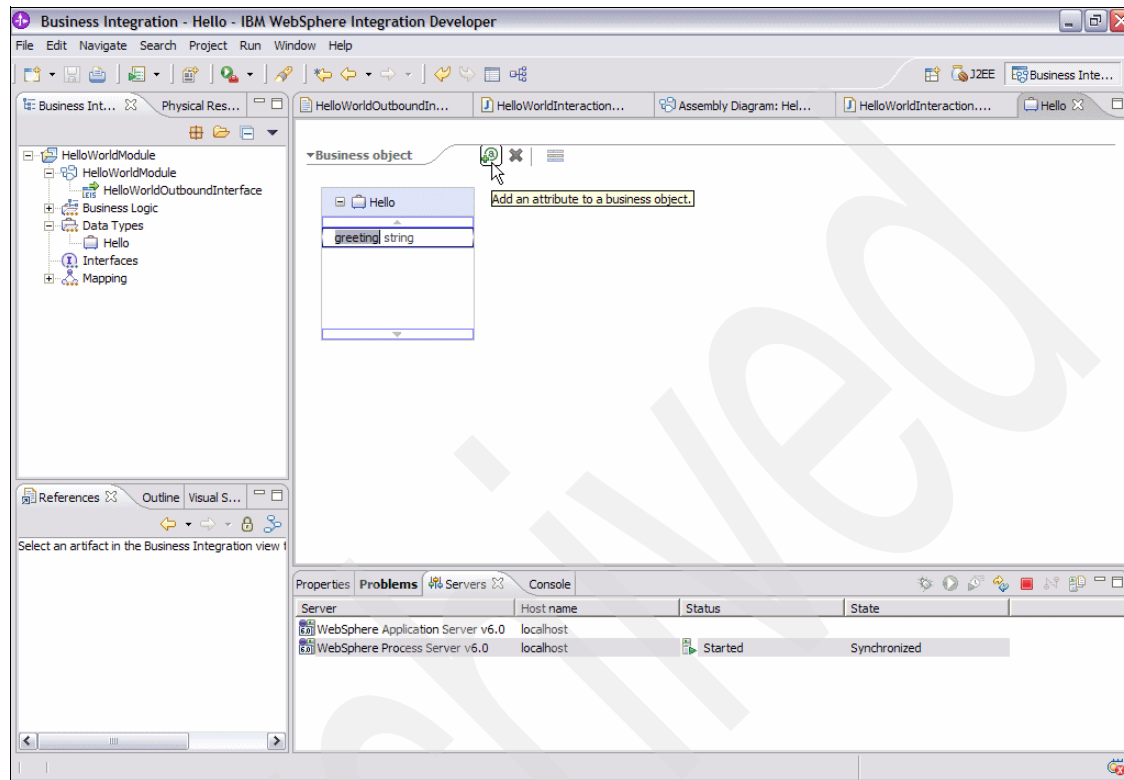 Business Integration - Hello - IBM WebSphere Integration Developer
File Edit Navigate Search Project Run Window Help
J2EE Business Inte...
Business Int... Physical Res...
HelloWorldOutboundIn... HelloWorldInteraction... Assembly Diagram: Hel... HelloWorldInteraction.... Hello
HelloWorldModule
HelloWorldModule
HelloWorldOutboundInterface
Business Logic
Data Types
Hello
Interfaces
Mapping
Business object
Add an attribute to a business object.
Hello
greeting string
References Outline Visual S...
Select an artifact in the Business Integration view
Properties Problems Servers Console
Server Host name Status State
WebSphere Application Server v6.0 localhost
WebSphere Process Server v6.0 localhost Started Synchronized